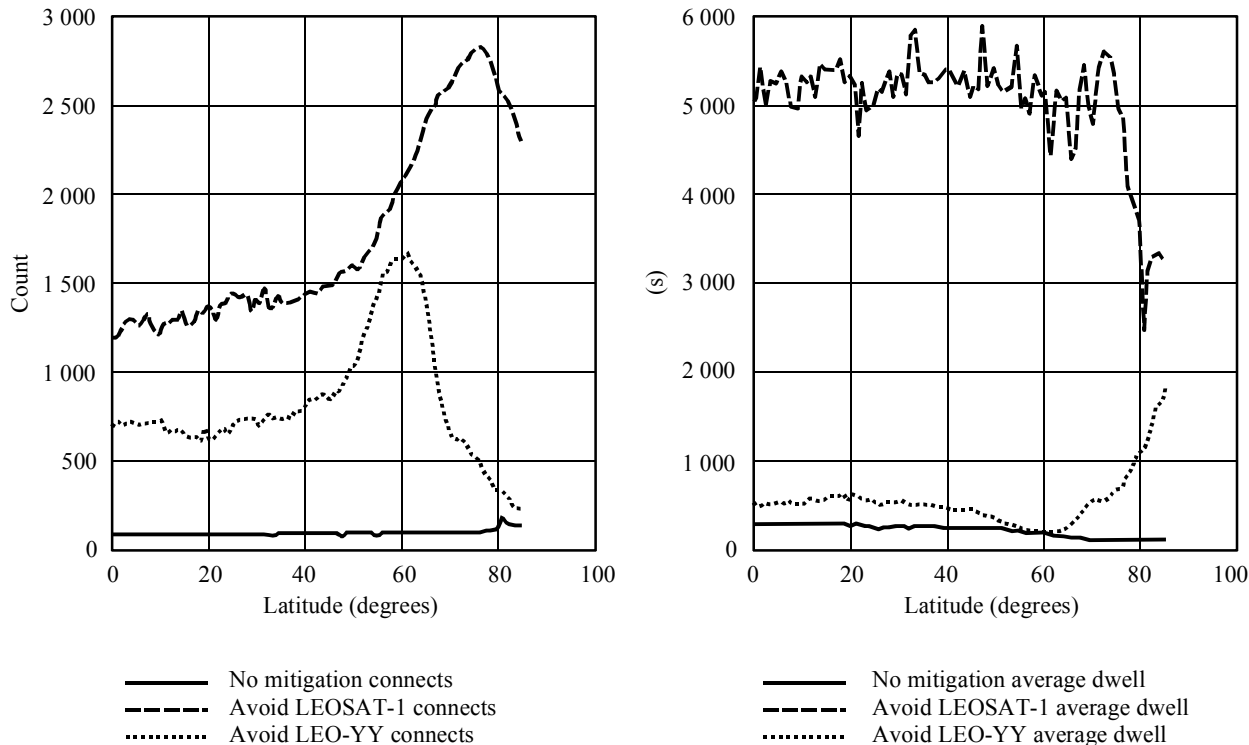 3 000
2 500
2 000
1 500
1 000
500
0
Count
0 20 40 60 80 100
Latitude (degrees)
No mitigation connects
Avoid LEOSAT-1 connects
Avoid LEO-YY connects
6 000
5 000
4 000
3 000
2 000
1 000
0
(s)
0 20 40 60 80 100
Latitude (degrees)
No mitigation average dwell
Avoid LEOSAT-1 average dwell
Avoid LEO-YY average dwell